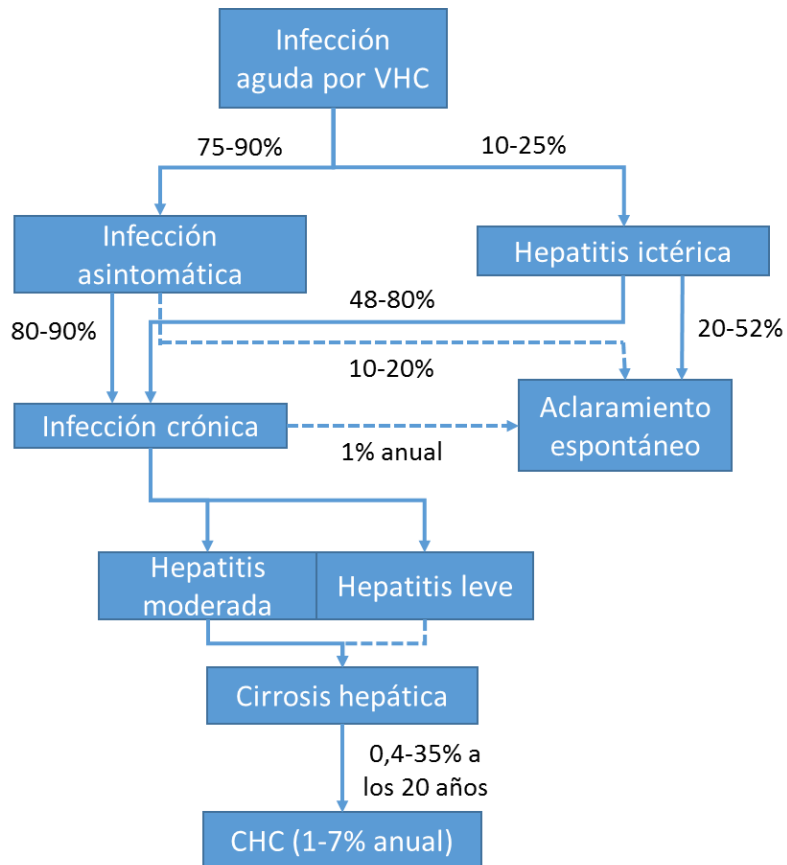 Infección
aguda por VHC
75-90%
10-25%
Infección
asintomática
Hepatitis ictérica
48-80%
80-90%
20-52%
10-20%
Infección crónica
Aclaramiento
espontáneo
1% anual
Hepatitis
moderada
Hepatitis leve
Cirrosis hepática
0,4-35% a
los 20 años
CHC (1-7% anual)